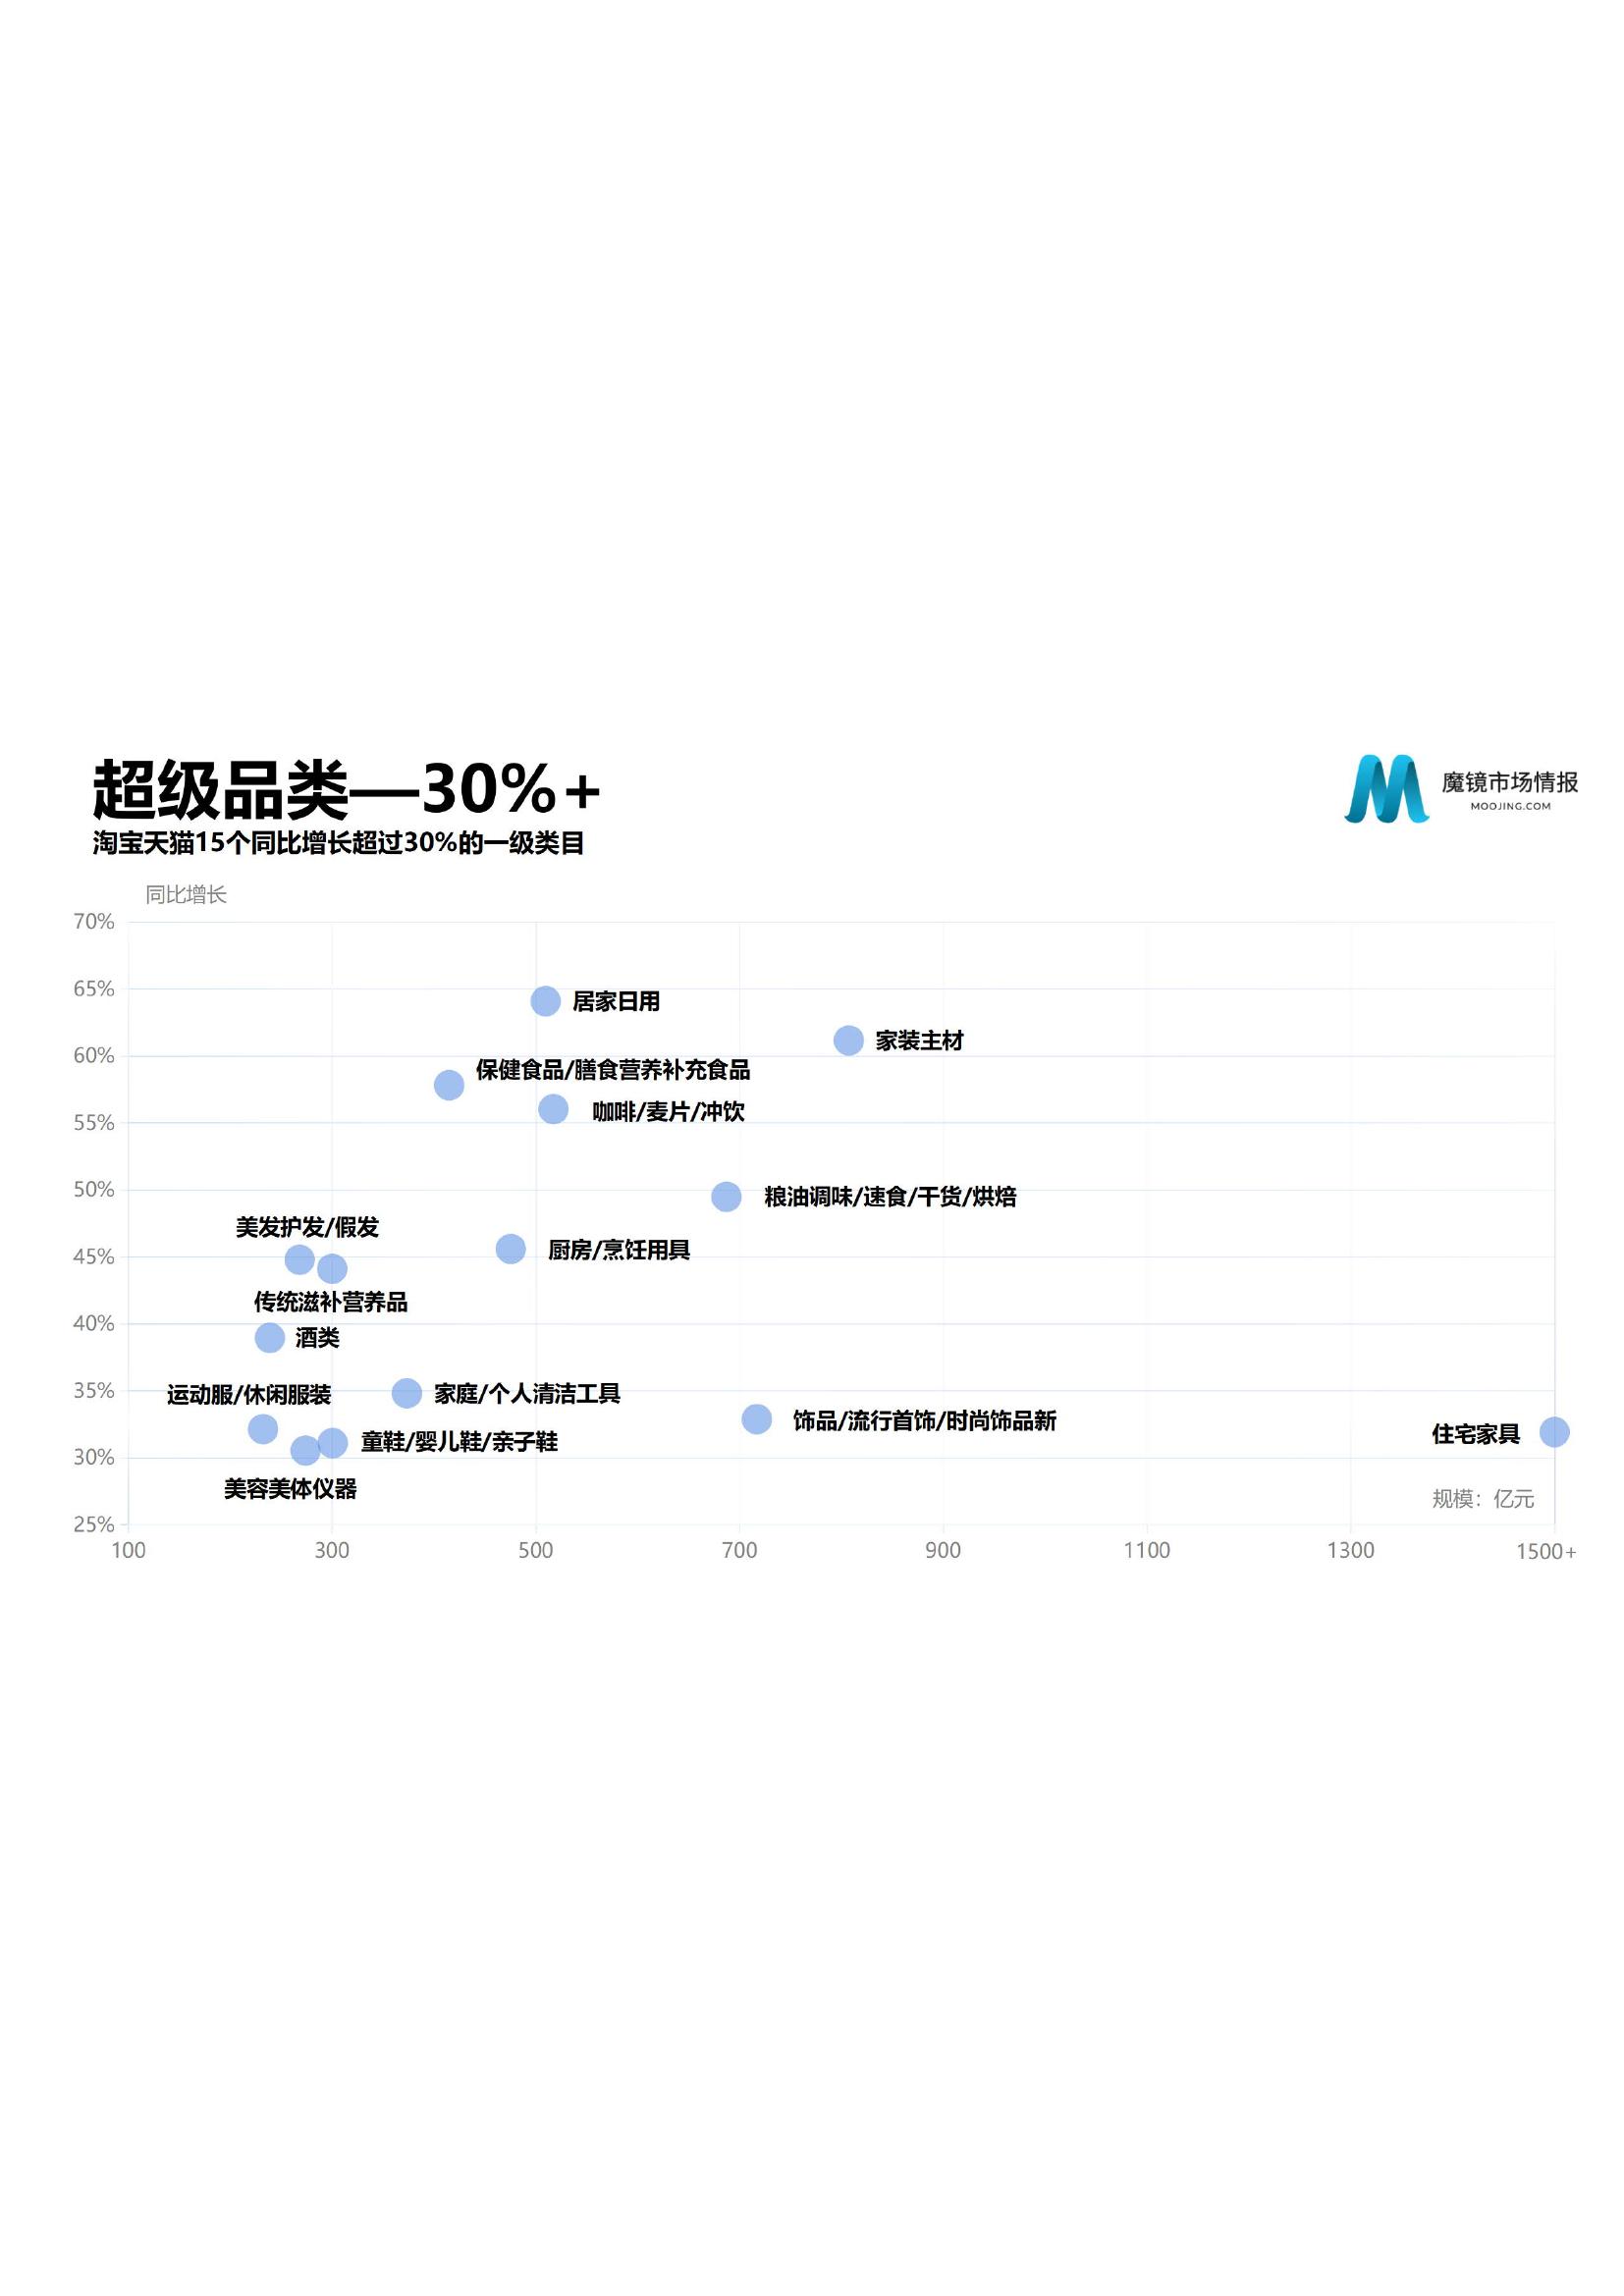 超级品类—30%+
淘宝天猫15个同比增长超过30%的一级类目
魔镜市场情报
MOOJING.COM
同比增长
70%
65%
居家日用
家装主材
60%
保健食品/膳食营养补充食品
咖啡/麦片/冲饮
55%
50%
粮油调味/速食/干货/烘焙
美发护发/假发
厨房/烹饪用具
45%
传统滋补营养品
40%
酒类
35%
运动服/休闲服装
家庭/个人清洁工具
饰品/流行首饰/时尚饰品新
住宅家具
童鞋/婴儿鞋/亲子鞋
30%
美容美体仪器
规模：亿元
25%
100 300 500 700 900 1100 1300 1500+